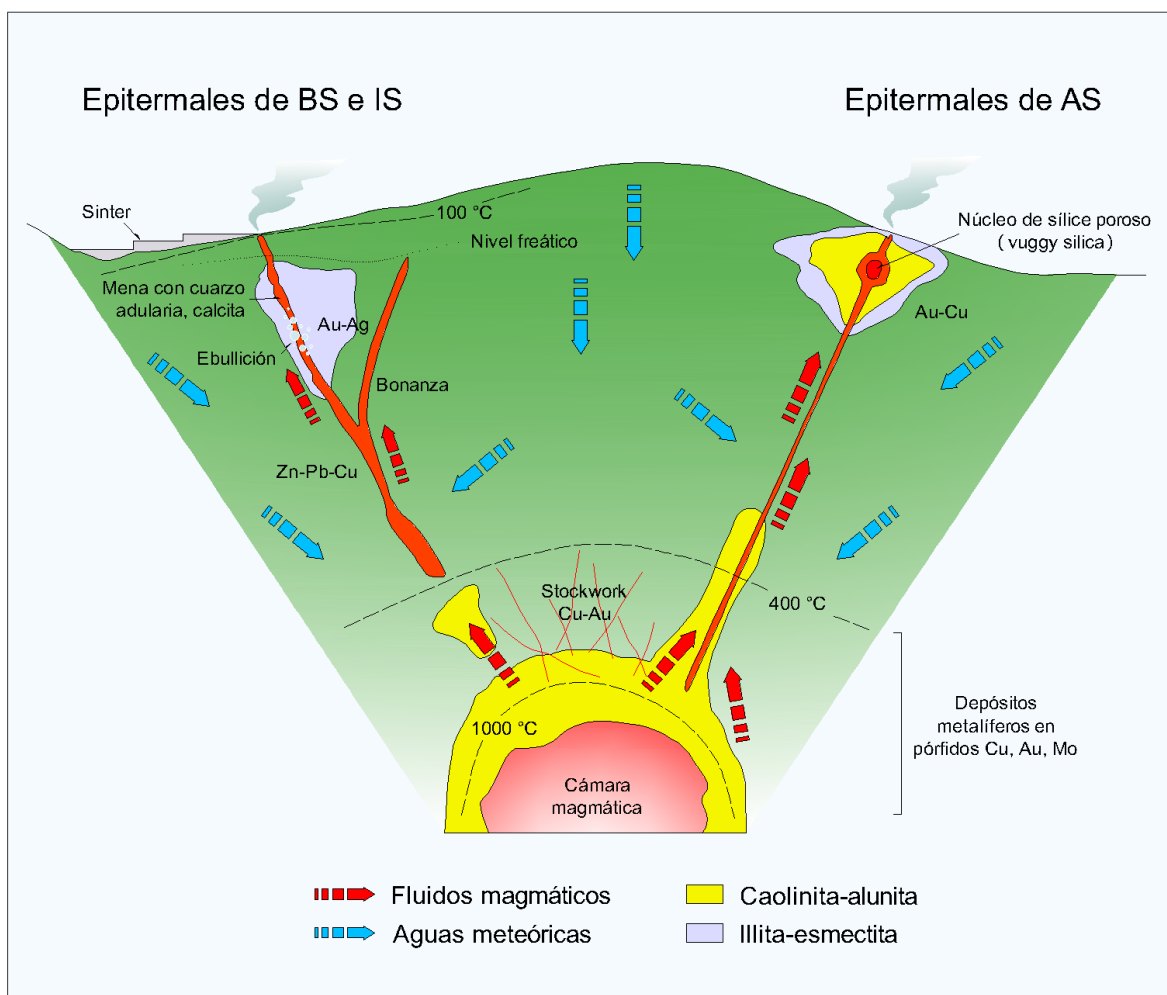 Epitermales de BS e IS
Epitermales de AS
Sinter
100 °C
Nivel freático
Núcleo de sílice poroso
( vuggy silica)
Mena con cuarzo
adularia, calcita
Au-Ag
Au-Cu
Ebullición
Bonanza
Zn-Pb-Cu
Stockwork
Cu-Au
400 °C
1000 °C
Depósitos
metalíferos en
pórfidos Cu, Au, Mo
Cámara
magmática
Fluidos magmáticos
Caolinita-alunita
Aguas meteóricas
Illita-esmectita